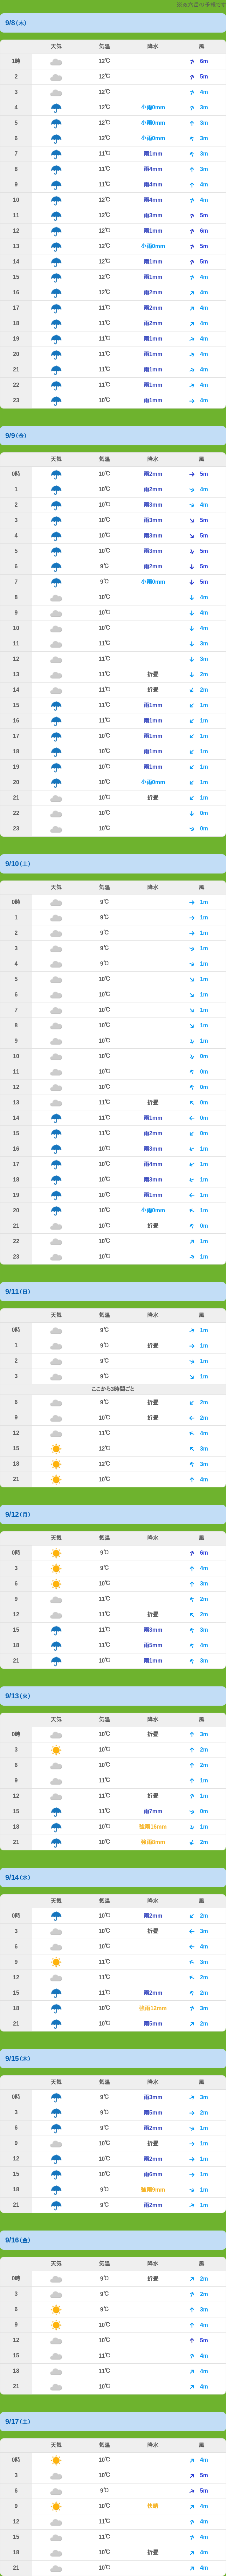 9/8(木)
天気 気温 降水 風
1時 12℃ 6m
2 12℃ 5m
3 12℃ 4m
4 12℃ 小雨0mm 3m
5 12℃ 小雨0mm 3m
6 12℃ 小雨0mm 3m
7 11℃ 雨1mm 3m
8 11℃ 雨4mm 3m
9 11℃ 雨4mm 4m
10 12℃ 雨4mm 4m
11 12℃ 雨3mm 5m
12 12℃ 雨1mm 6m
13 12℃ 小雨0mm 5m
14 12℃ 雨1mm 5m
15 12℃ 雨1mm 4m
16 12℃ 雨2mm 4m
17 11℃ 雨2mm 4m
18 11℃ 雨2mm 4m
19 11℃ 雨1mm 4m
20 11℃ 雨1mm 4m
21 11℃ 雨1mm 4m
22 11℃ 雨1mm 4m
23 10℃ 雨1mm 4m
9/9(金)
天気 気温 降水 風
0時 10℃ 雨2mm 5m
1 10℃ 雨2mm 4m
2 10℃ 雨3mm 4m
3 10℃ 雨3mm 5m
4 10℃ 雨3mm 5m
5 10℃ 雨3mm 5m
6 9℃ 雨2mm 5m
7 9℃ 小雨0mm 5m
8 10℃ 4m
9 10℃ 4m
10 10℃ 4m
11 11℃ 3m
12 11℃ 3m
13 11℃ 折畳 2m
14 11℃ 折畳 2m
15 11℃ 雨1mm 1m
16 11℃ 雨1mm 1m
17 10℃ 雨1mm 1m
18 10℃ 雨1mm 1m
19 10℃ 雨1mm 1m
20 10℃ 小雨0mm 1m
21 10℃ 折畳 1m
22 10℃ 0m
23 10℃ 0m
9/10(土)
天気 気温 降水 風
0時 9℃ 1m
1 9℃ 1m
2 9℃ 1m
3 9℃ 1m
4 9℃ 1m
5 10℃ 1m
6 10℃ 1m
7 10℃ 1m
8 10℃ 1m
9 10℃ 1m
10 10℃ 0m
11 10℃ 0m
12 10℃ 0m
13 11℃ 折畳 0m
14 11℃ 雨1mm 0m
15 11℃ 雨2mm 0m
16 11℃ 雨3mm 1m
17 11℃ 雨4mm 1m
18 11℃ 雨3mm 1m
19 10℃ 雨1mm 1m
20 10℃ 小雨0mm 1m
21 10℃ 折畳 0m
22 10℃ 1m
23 10℃ 1m
9/11(日)
天気 気温 降水 風
0時 9℃ 1m
1 9℃ 折畳 1m
2 9℃ 1m
3 9℃ 1m
ここから3時間ごと
6 9℃ 折畳 2m
9 10℃ 折畳 2m
12 11℃ 4m
15 12℃ 3m
18 12℃ 3m
21 10℃ 4m
9/12(月)
天気 気温 降水 風
0時 9℃ 6m
3 9℃ 4m
6 10℃ 3m
9 11℃ 2m
12 11℃ 折畳 2m
15 11℃ 雨3mm 3m
18 11℃ 雨5mm 4m
21 10℃ 雨1mm 3m
9/13(火)
天気 気温 降水 風
0時 10℃ 折畳 3m
3 10℃ 2m
6 10℃ 2m
9 11℃ 1m
12 11℃ 折畳 1m
15 11℃ 雨7mm 0m
18 10℃ 強雨16mm 1m
21 10℃ 強雨8mm 2m
9/14(水)
天気 気温 降水 風
0時 10℃ 雨2mm 2m
3 10℃ 折畳 3m
6 10℃ 4m
9 11℃ 3m
12 11℃ 2m
15 11℃ 雨2mm 2m
18 10℃ 強雨12mm 3m
21 10℃ 雨5mm 2m
9/15(木)
天気 気温 降水 風
0時 9℃ 雨3mm 3m
3 9℃ 雨5mm 2m
6 9℃ 雨2mm 1m
9 10℃ 折畳 1m
12 10℃ 雨2mm 1m
15 10℃ 雨6mm 1m
18 9℃ 強雨9mm 1m
21 9℃ 雨2mm 1m
9/16(金)
天気 気温 降水 風
0時 9℃ 折畳 2m
3 9℃ 2m
6 9℃ 3m
9 10℃ 4m
12 10℃ 5m
15 11℃ 4m
18 11℃ 4m
21 10℃ 4m
9/17(土)
天気 気温 降水 風
0時 10℃ 4m
3 10℃ 5m
6 9℃ 5m
9 10℃ 4m
12 11℃ 4m
15 11℃ 4m
18 10℃ 折畳 4m
21 10℃ 4m